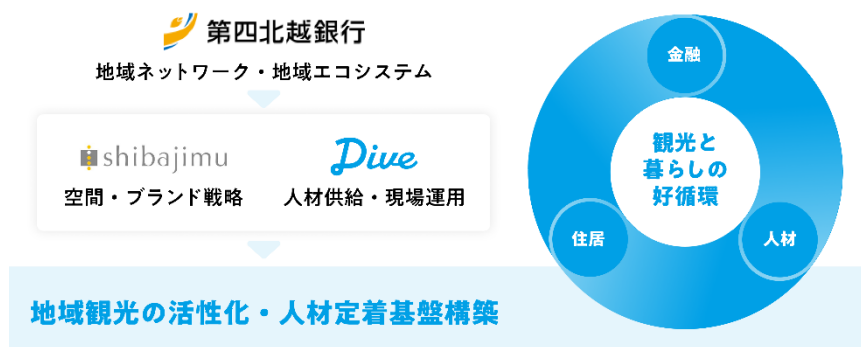 第四北越銀行
地域ネットワーク・地域エコシステム
shibajimu
空間・ブランド戦略
Dive
人材供給・現場運用
地域観光の活性化・人材定着基盤構築
金融
観光と
暮らしの
好循環
住居
人材